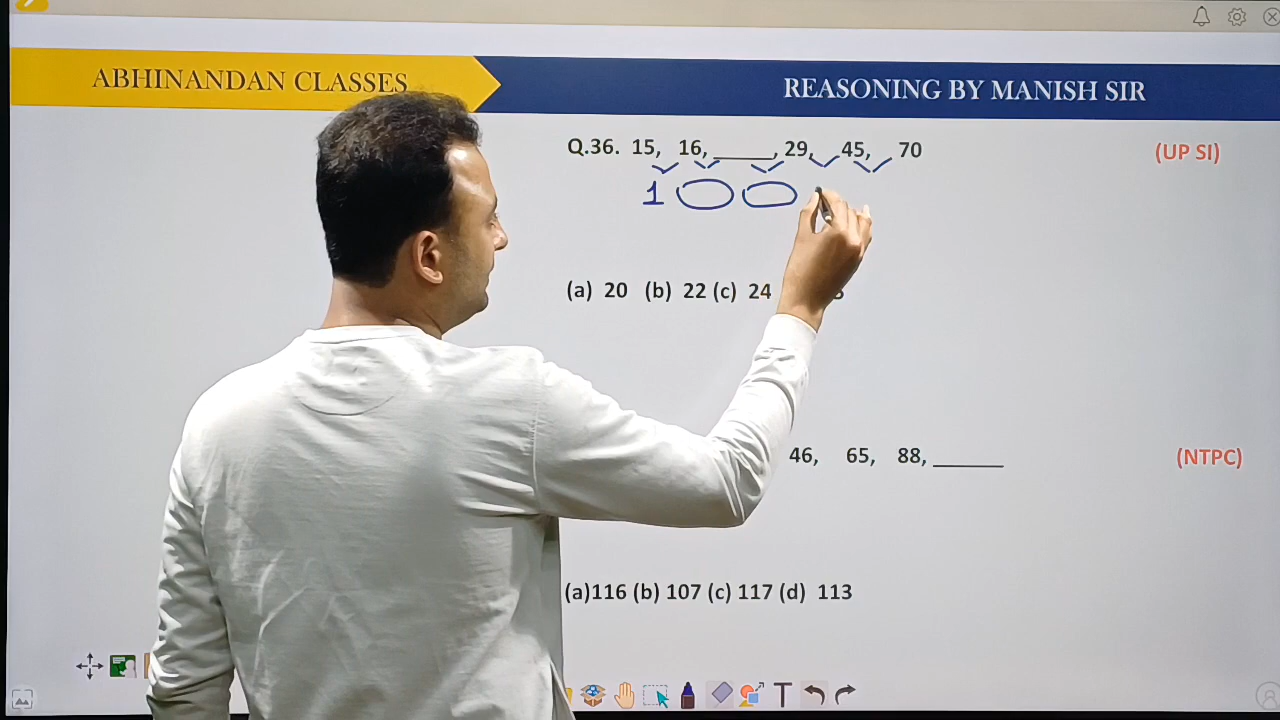 ABHINANDAN CLASSES
REASONING BY MANISH SIR
Q.36. 15, 16, _____, 29, 45, 70 (UP SI)
1
(a) 20 (b) 22 (c) 24
46, 65, 88, ______ (NTPC)
(a)116 (b) 107 (c) 117 (d) 113
T